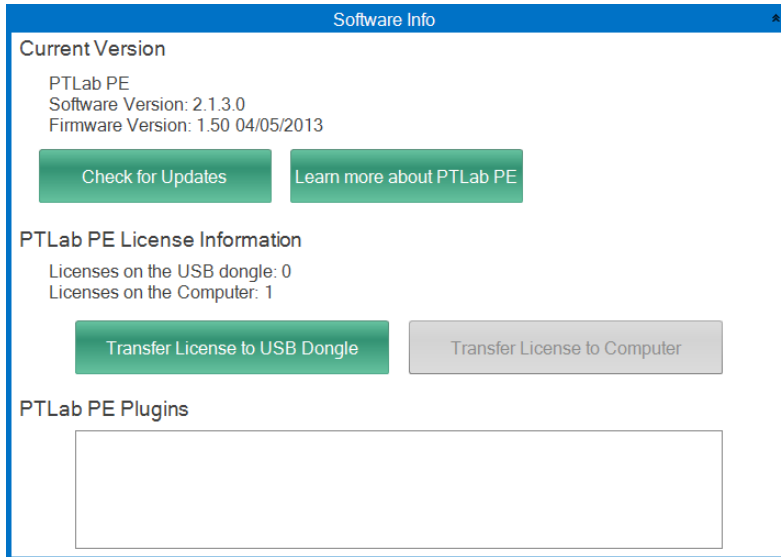 Software Info
Current Version
PTLab PE
Software Version: 2.1.3.0
Firmware Version: 1.50 04/05/2013
Check for Updates
Learn more about PTLab PE
PTLab PE License Information
Licenses on the USB dongle: 0
Licenses on the Computer: 1
Transfer License to USB Dongle
Transfer License to Computer
PTLab PE Plugins